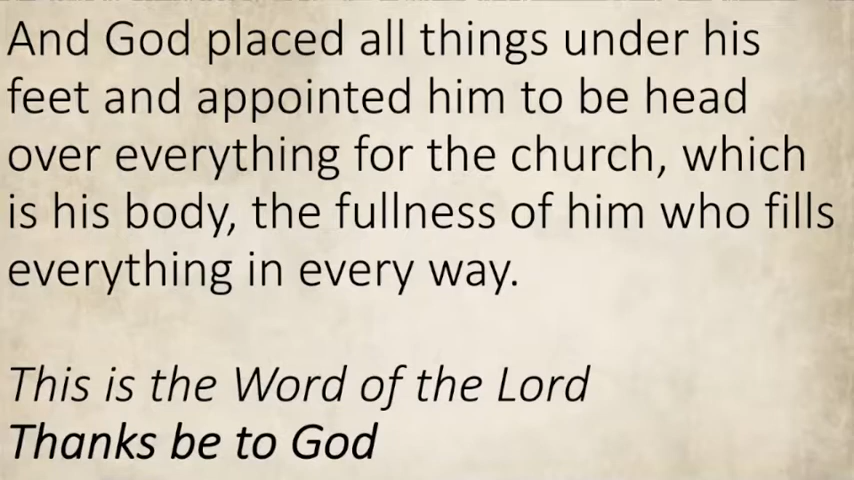 And God placed all things under his
feet and appointed him to be head
over everything for the church, which
is his body, the fullness of him who fills
everything in every way.
This is the Word of the Lord
Thanks be to God